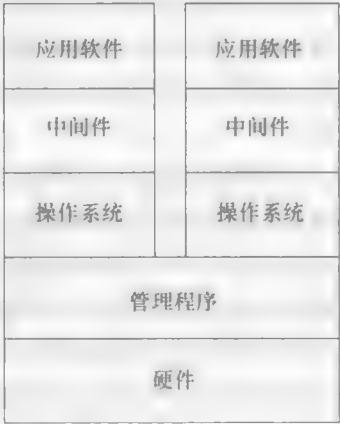 应用软件 应用软件
中间件 中间件
操作系统 操作系统
管理程序
硬件